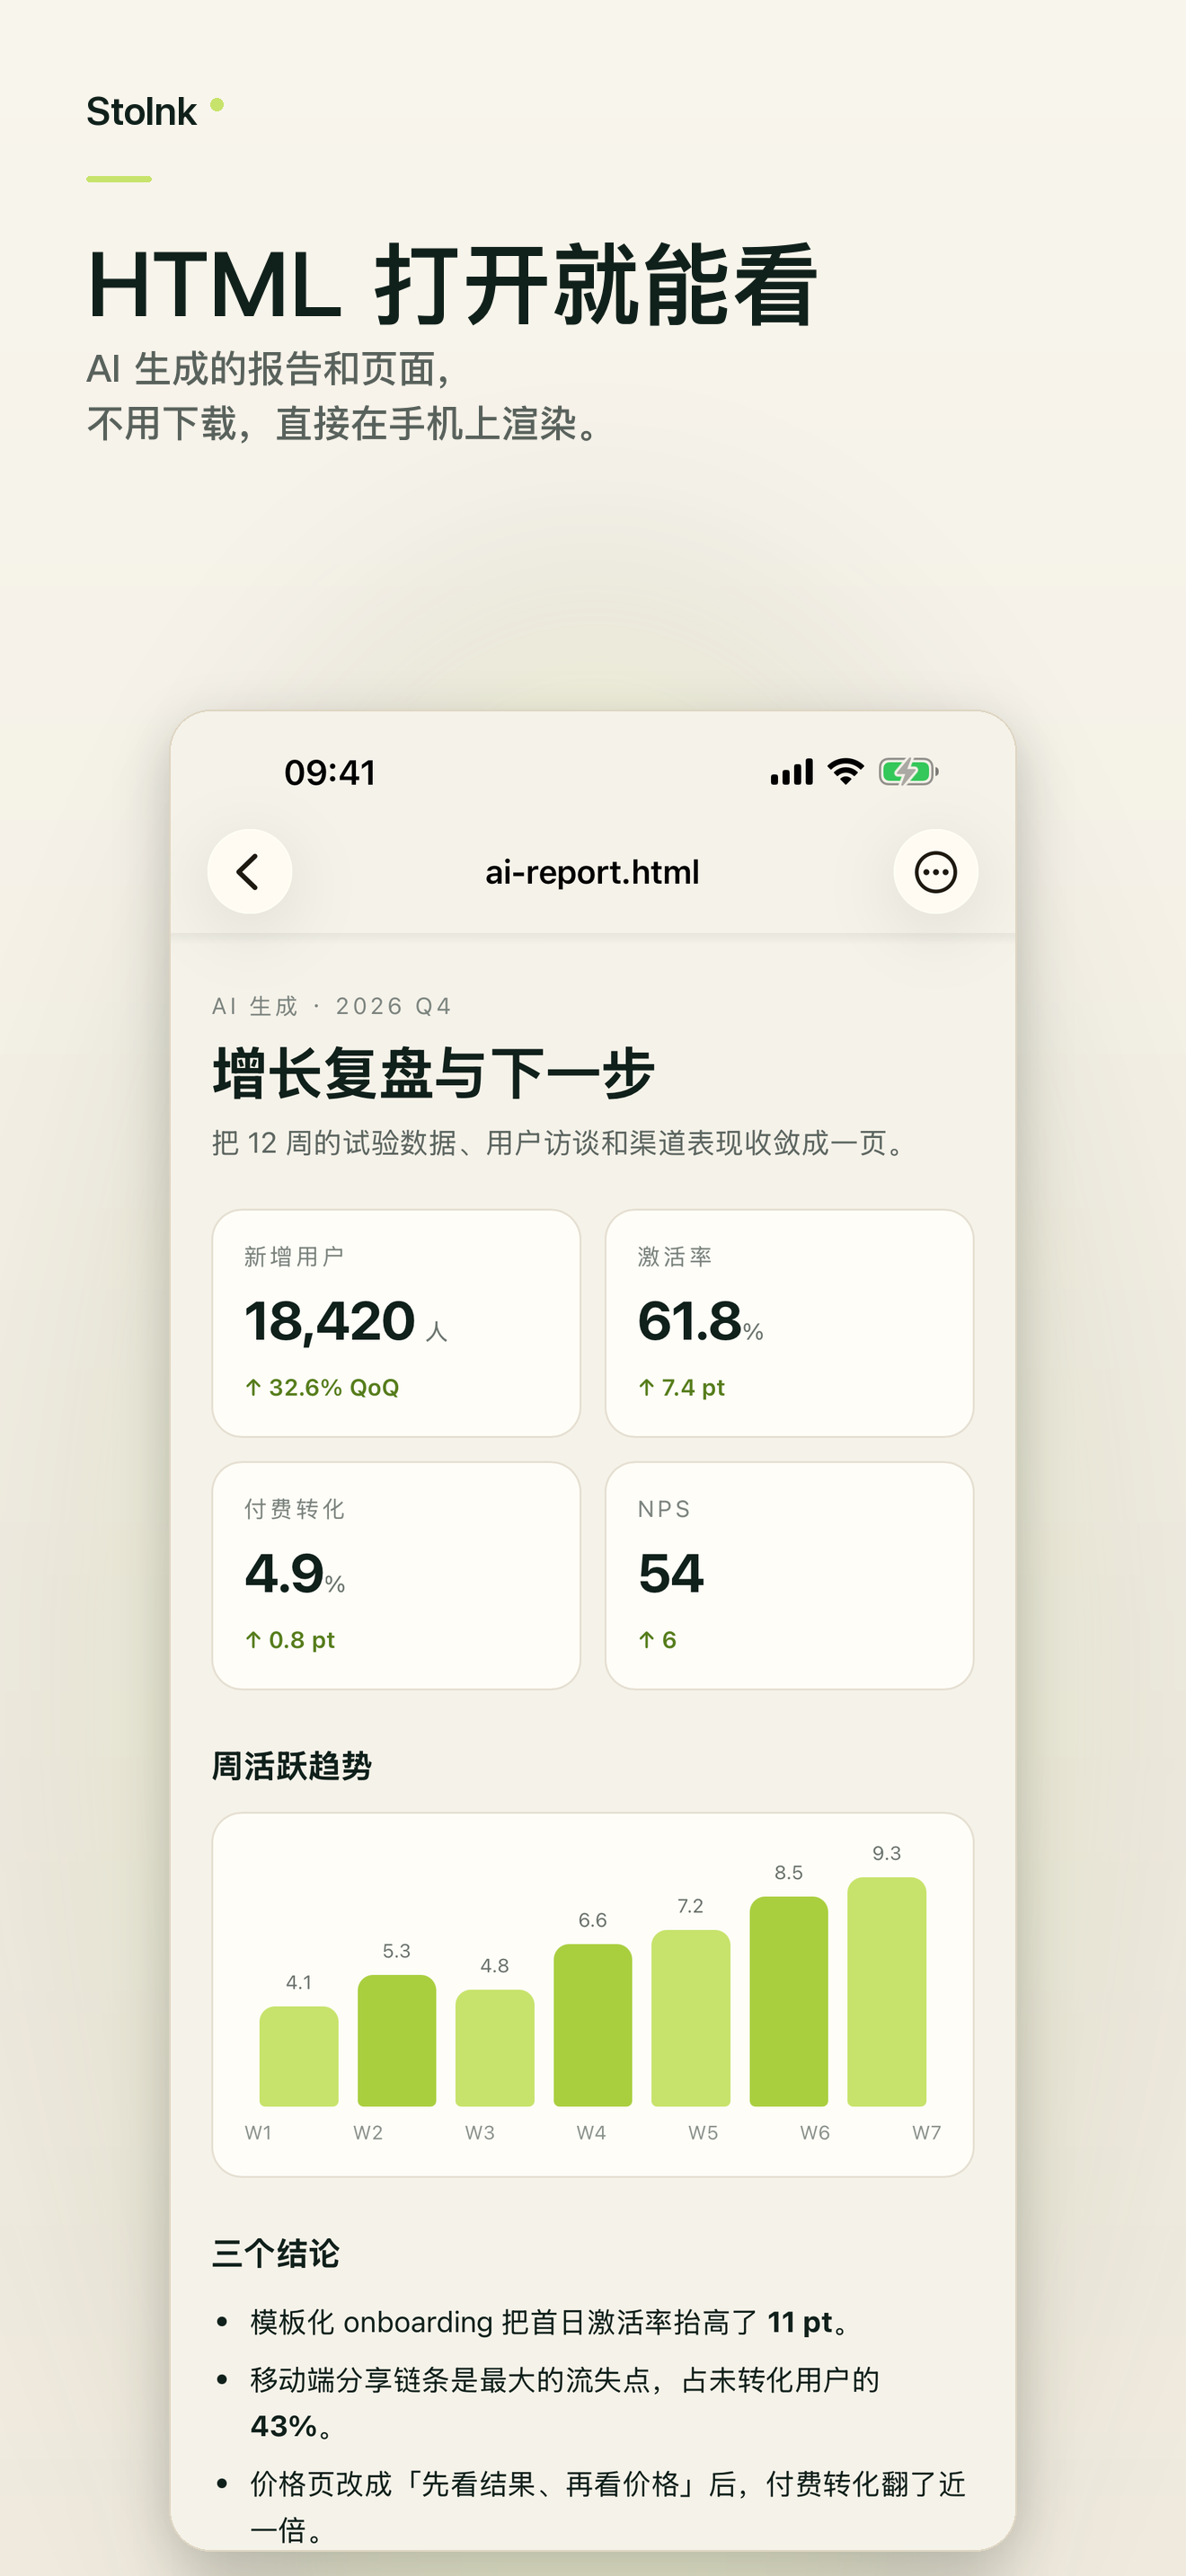 StoInk
HTML 打开就能看
AI 生成的报告和页面，
不用下载，直接在手机上渲染。
09:41
ai-report.html
AI 生成 · 2026 Q4
增长复盘与下一步
把 12 周的试验数据、用户访谈和渠道表现收敛成一页。
新增用户
18,420 人
↑ 32.6% QoQ
激活率
61.8%
↑ 7.4 pt
付费转化
4.9%
↑ 0.8 pt
NPS
54
↑ 6
周活跃趋势
4.1 5.3 4.8 6.6 7.2 8.5 9.3
W1 W2 W3 W4 W5 W6 W7
三个结论
• 模板化 onboarding 把首日激活率抬高了 11 pt。
• 移动端分享链条是最大的流失点，占未转化用户的
43%。
• 价格页改成「先看结果、再看价格」后，付费转化翻了近
一倍。